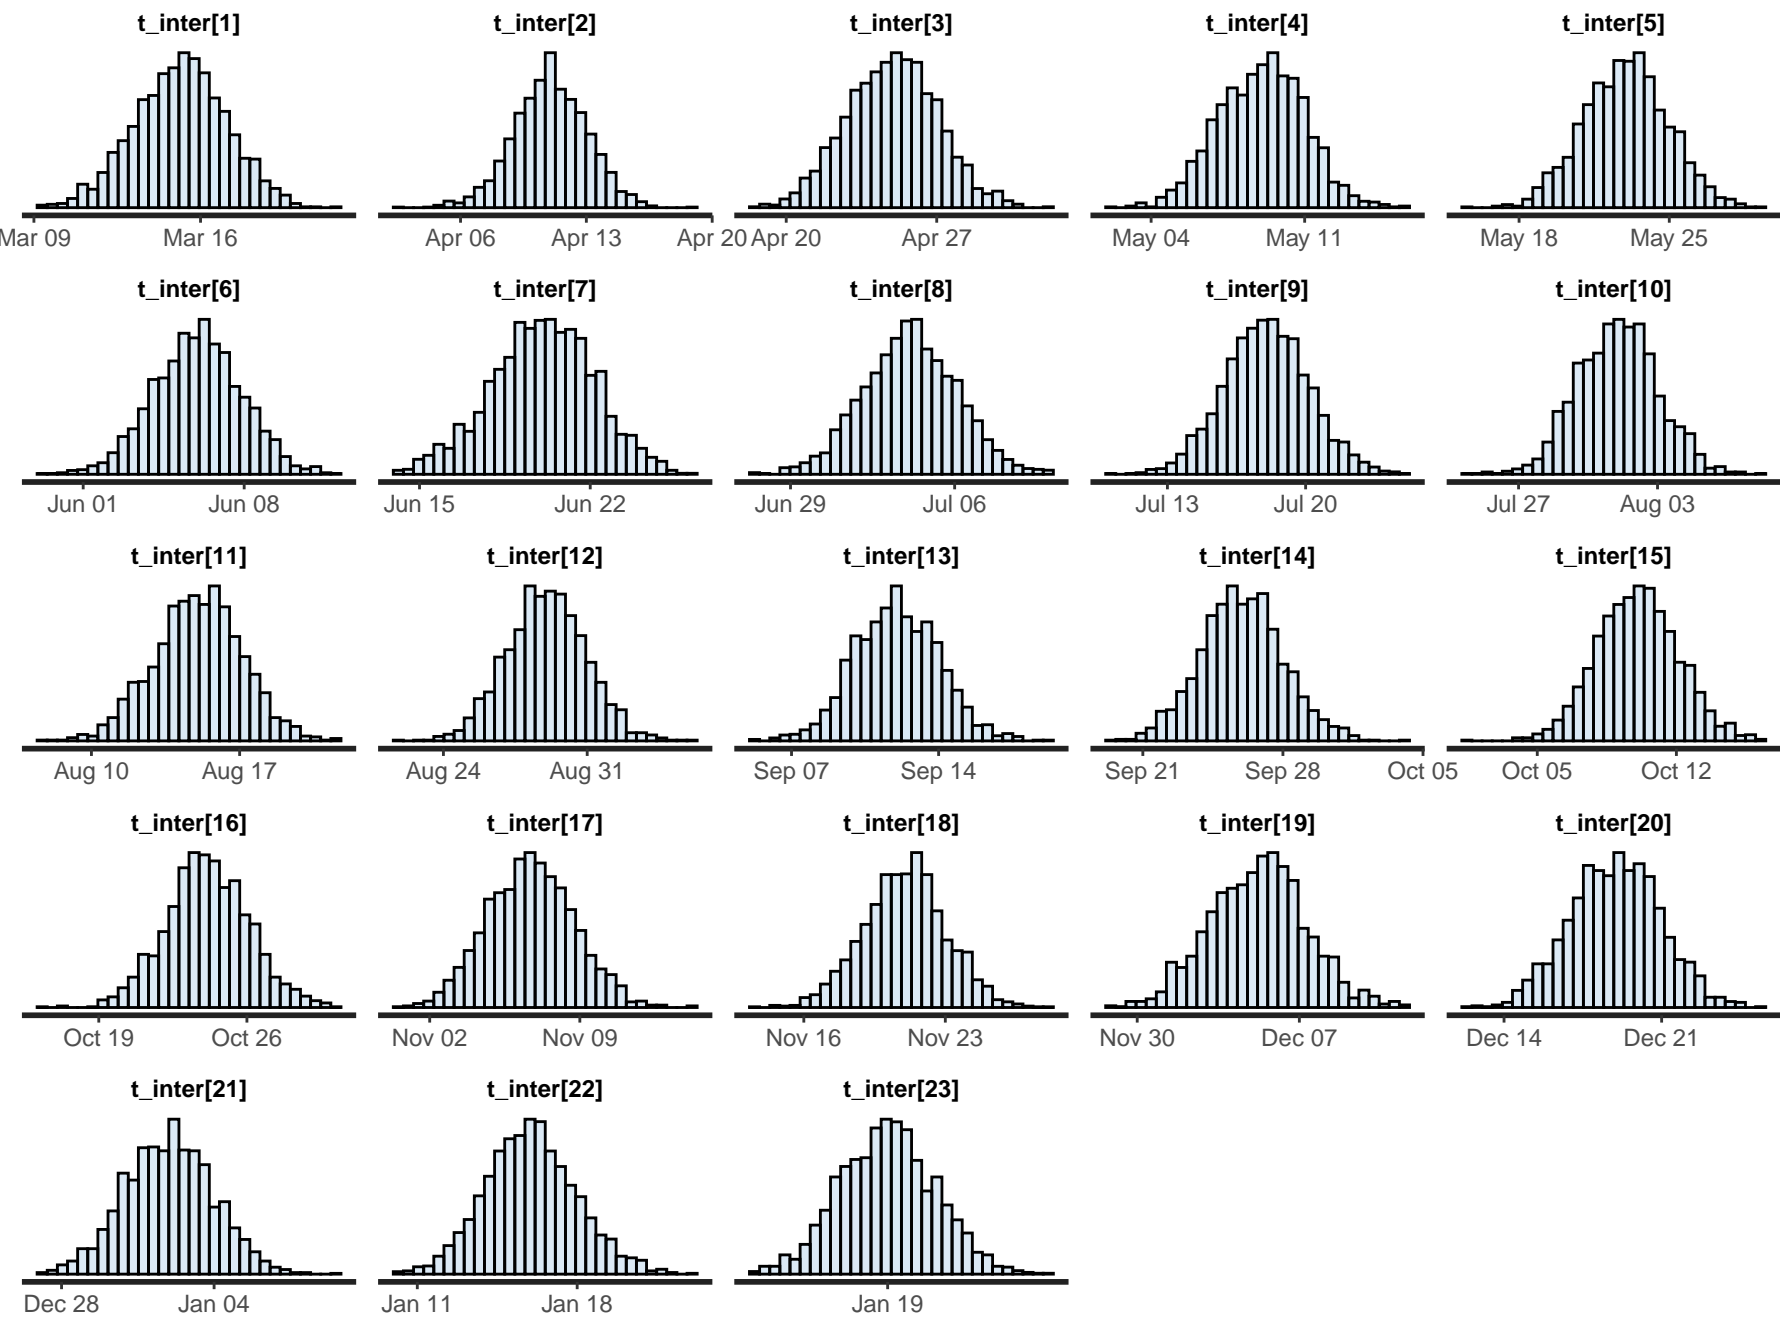 t_inter[1] t_inter[2] t_inter[3] t_inter[4] t_inter[5]
Mar 09 Mar 16 Apr 06 Apr 13 Apr 20 Apr 20 Apr 27 May 04 May 11 May 18 May 25
t_inter[6] t_inter[7] t_inter[8] t_inter[9] t_inter[10]
Jun 01 Jun 08 Jun 15 Jun 22 Jun 29 Jul 06 Jul 13 Jul 20 Jul 27 Aug 03
t_inter[11] t_inter[12] t_inter[13] t_inter[14] t_inter[15]
Aug 10 Aug 17 Aug 24 Aug 31 Sep 07 Sep 14 Sep 21 Sep 28 Oct 05 Oct 05 Oct 12
t_inter[16] t_inter[17] t_inter[18] t_inter[19] t_inter[20]
Oct 19 Oct 26 Nov 02 Nov 09 Nov 16 Nov 23 Nov 30 Dec 07 Dec 14 Dec 21
t_inter[21] t_inter[22] t_inter[23]
Dec 28 Jan 04 Jan 11 Jan 18 Jan 19